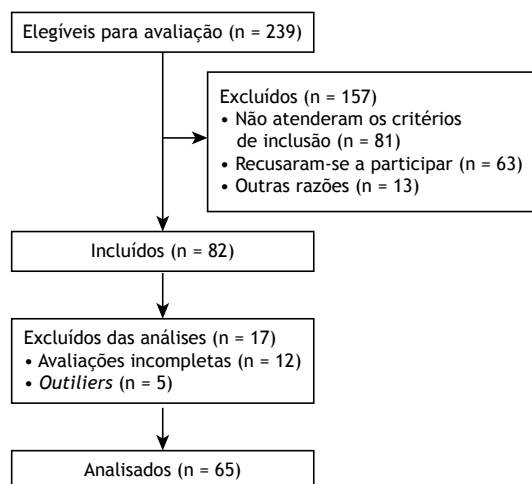 Elegíveis para avaliação (n = 239)
Excluídos (n = 157)
• Não atenderam os critérios
de inclusão (n = 81)
• Recusaram-se a participar (n = 63)
• Outras razões (n = 13)
Incluídos (n = 82)
Excluídos das análises (n = 17)
• Avaliações incompletas (n = 12)
• Outiliers (n = 5)
Analisados (n = 65)